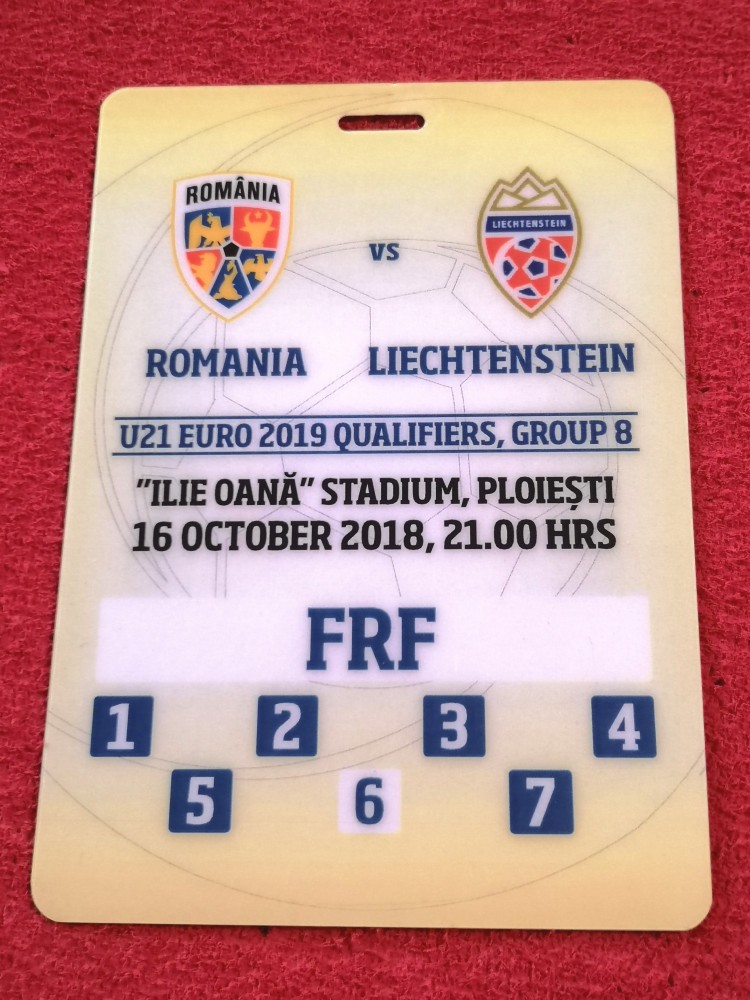 ROMÂNIA
LIECHTENSTEIN
VS
ROMANIA LIECHTENSTEIN
U21 EURO 2019 QUALIFIERS, GROUP 8
"ILIE OANĂ" STADIUM, PLOIEȘTI
16 OCTOBER 2018, 21.00 HRS
FRF
1 2 3 4
5 6 7